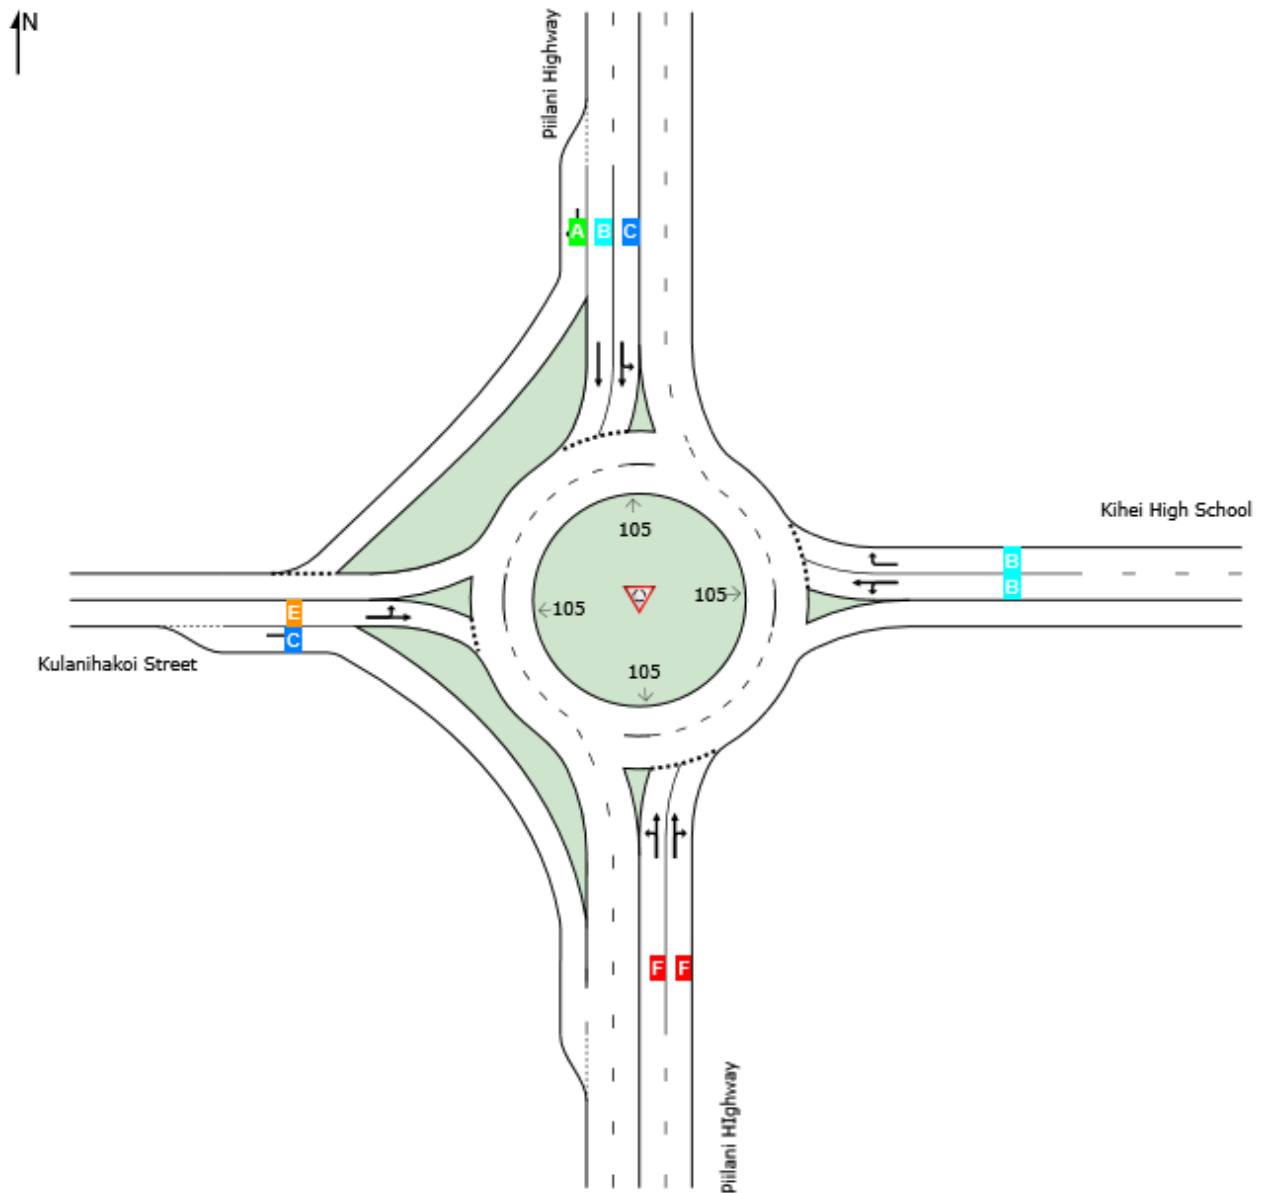 N
Piilani Highway
A B C
105
Kihei High School
B
B
105
105
E
C
105
Kulanihakoi Street
F F
Piilani HIghway